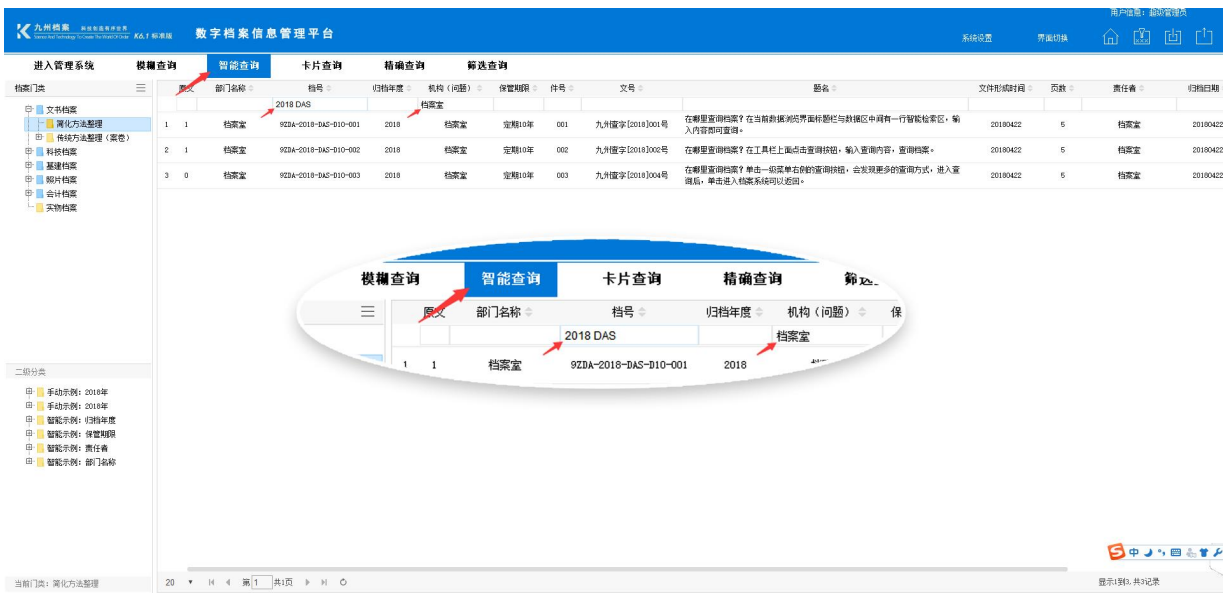 用户信息：超级管理员
九州档案 科技创造有序世界
Science And Technology To Create The World Of Order K6.1 标准版
数字档案信息管理平台
系统设置 界面切换
进入管理系统 模糊查询 智能查询 卡片查询 精确查询 筛选查询
档案门类
原文 部门名称 档号 归档年度 机构（问题） 保管期限 件号 文号 题名 文件形成时间 页数 责任者 归档日期
2018 DAS 档案室
文书档案
简化方法整理
传统方法整理（案卷）
科技档案
基建档案
照片档案
会计档案
实物档案
1 1 档案室 9ZDA-2018-DAS-D10-001 2018 档案室 定期10年 001 九州查字[2018]001号 在哪里查询档案？在当前数据浏览界面标题栏与数据区中间有一行智能检索区，输
入内容即可查询。 20180422 5 档案室 20180422
2 1 档案室 9ZDA-2018-DAS-D10-002 2018 档案室 定期10年 002 九州查字[2018]002号 在哪里查询档案？在工具栏上面点击查询按钮，输入查询内容，查询档案。 20180422 5 档案室 20180422
3 0 档案室 9ZDA-2018-DAS-D10-003 2018 档案室 定期10年 003 九州查字[2018]004号 在哪里查询档案？单击一级菜单右侧的查询按钮，会发现更多的查询方式，进入查
询后，单击进入档案系统可以返回。 20180422 5 档案室 20180422
模糊查询 智能查询 卡片查询 精确查询
原文 部门名称 档号 归档年度 机构（问题） 保
2018 DAS 档案室
1 1 档案室 9ZDA-2018-DAS-D10-001 2018
二级分类
手动示例：2018年
手动示例：2018年
智能示例：归档年度
智能示例：保管期限
智能示例：责任者
智能示例：部门名称
中
当前门类：简化方法整理
20 第 1 共1页
显示1到3,共3记录